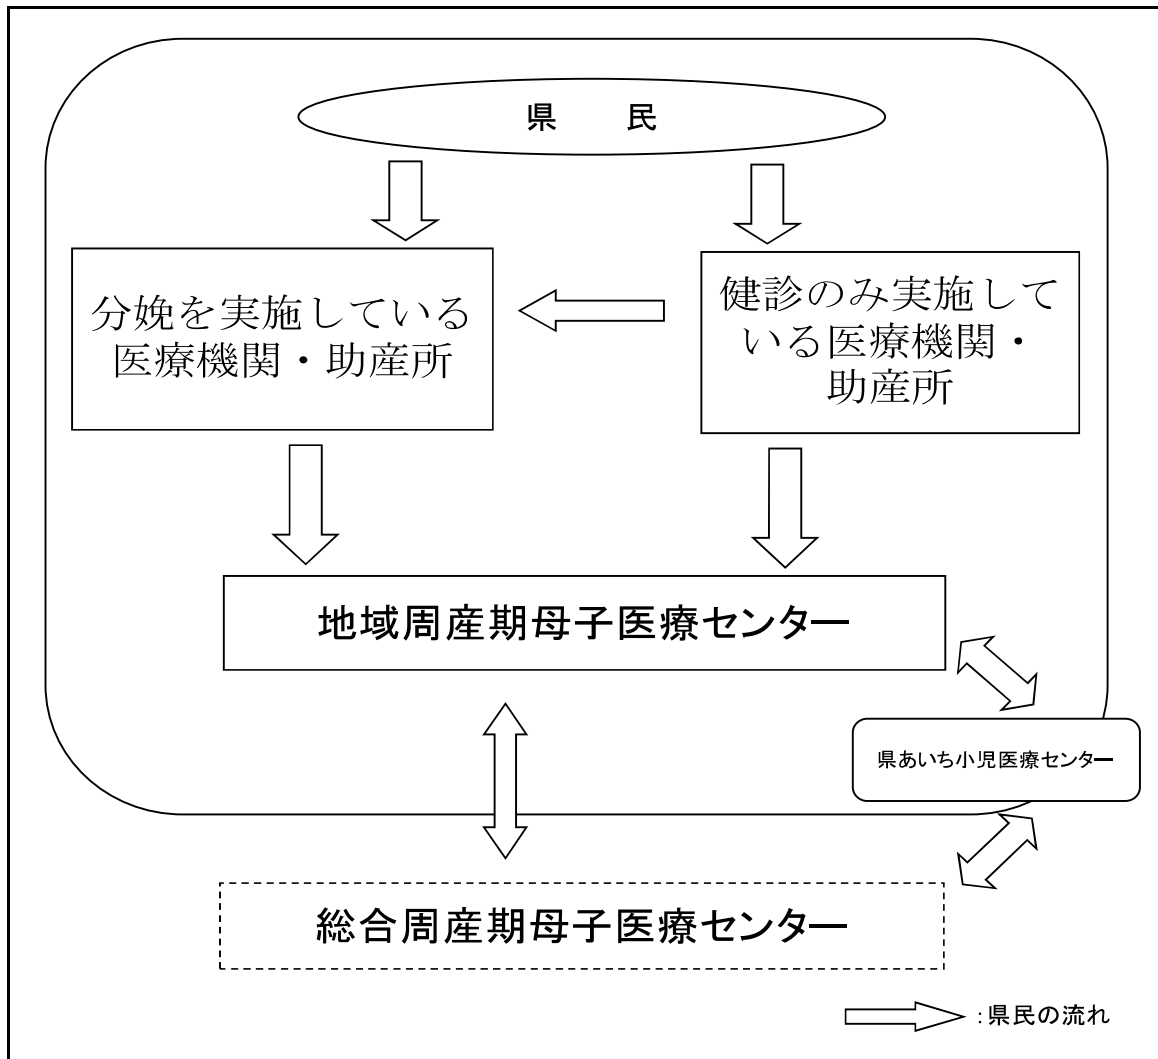 県　　民
分娩を実施している
医療機関・助産所
健診のみ実施して
いる医療機関・
助産所
地域周産期母子医療センター
県あいち小児医療センター
総合周産期母子医療センター
：県民の流れ